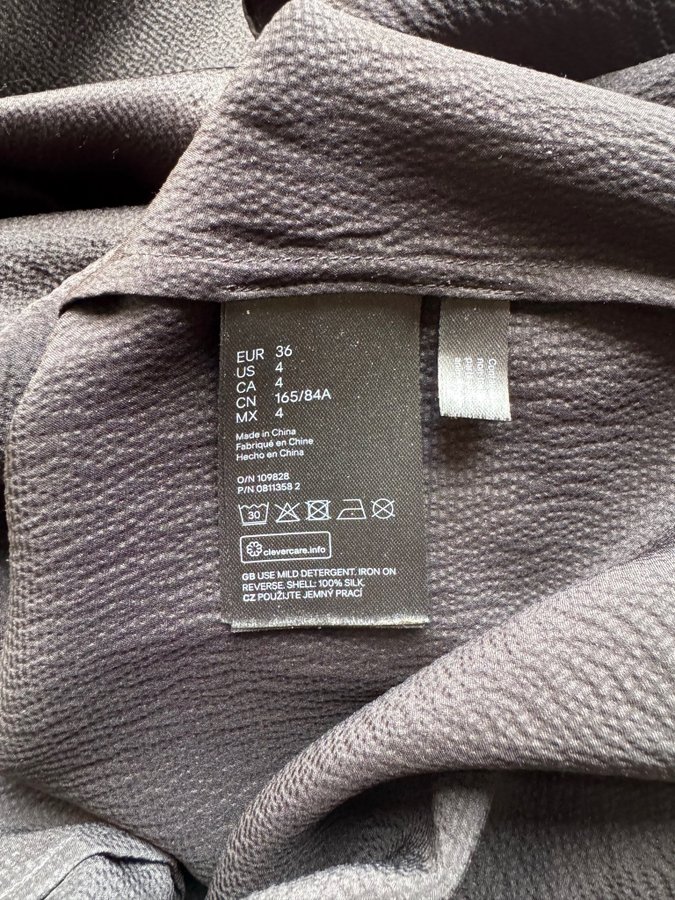 EUR 36
US 4
CA 4
CN 165/84A
MX 4
Made in China
Fabriqué en Chine
Hecho en China
O/N 109828
P/N 0811358 2
30
clevercare.info
GB USE MILD DETERGENT. IRON ON
REVERSE. SHELL: 100% SILK.
CZ POUŽIJTE JEMNÝ PRACÍ